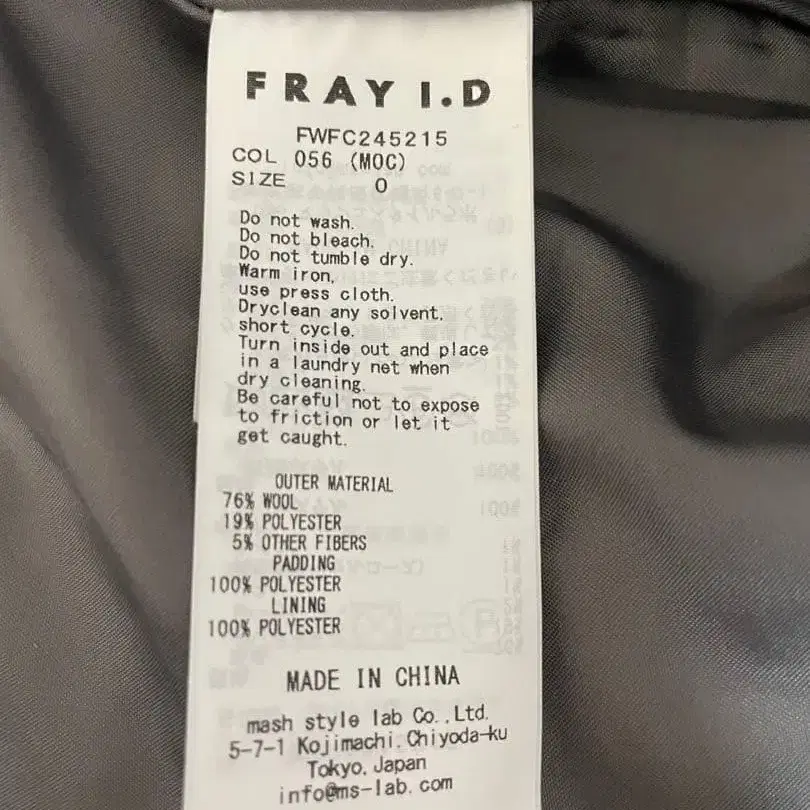 FRAY I.D
FWFC245215
COL 056 (MOC)
SIZE 0
Do not wash.
Do not bleach.
Do not tumble dry.
Warm iron,
use press cloth.
Dryclean any solvent.
short cycle.
Turn inside out and place
in a laundry net when
dry cleaning.
Be careful not to expose
to friction or let it
get caught.
OUTER MATERIAL
76% WOOL
19% POLYESTER
5% OTHER FIBERS
PADDING
100% POLYESTER
LINING
100% POLYESTER
MADE IN CHINA
mash style lab Co.,Ltd.
5-7-1 Kojimachi, Chiyoda-ku
Tokyo, Japan
info@ms-lab.com